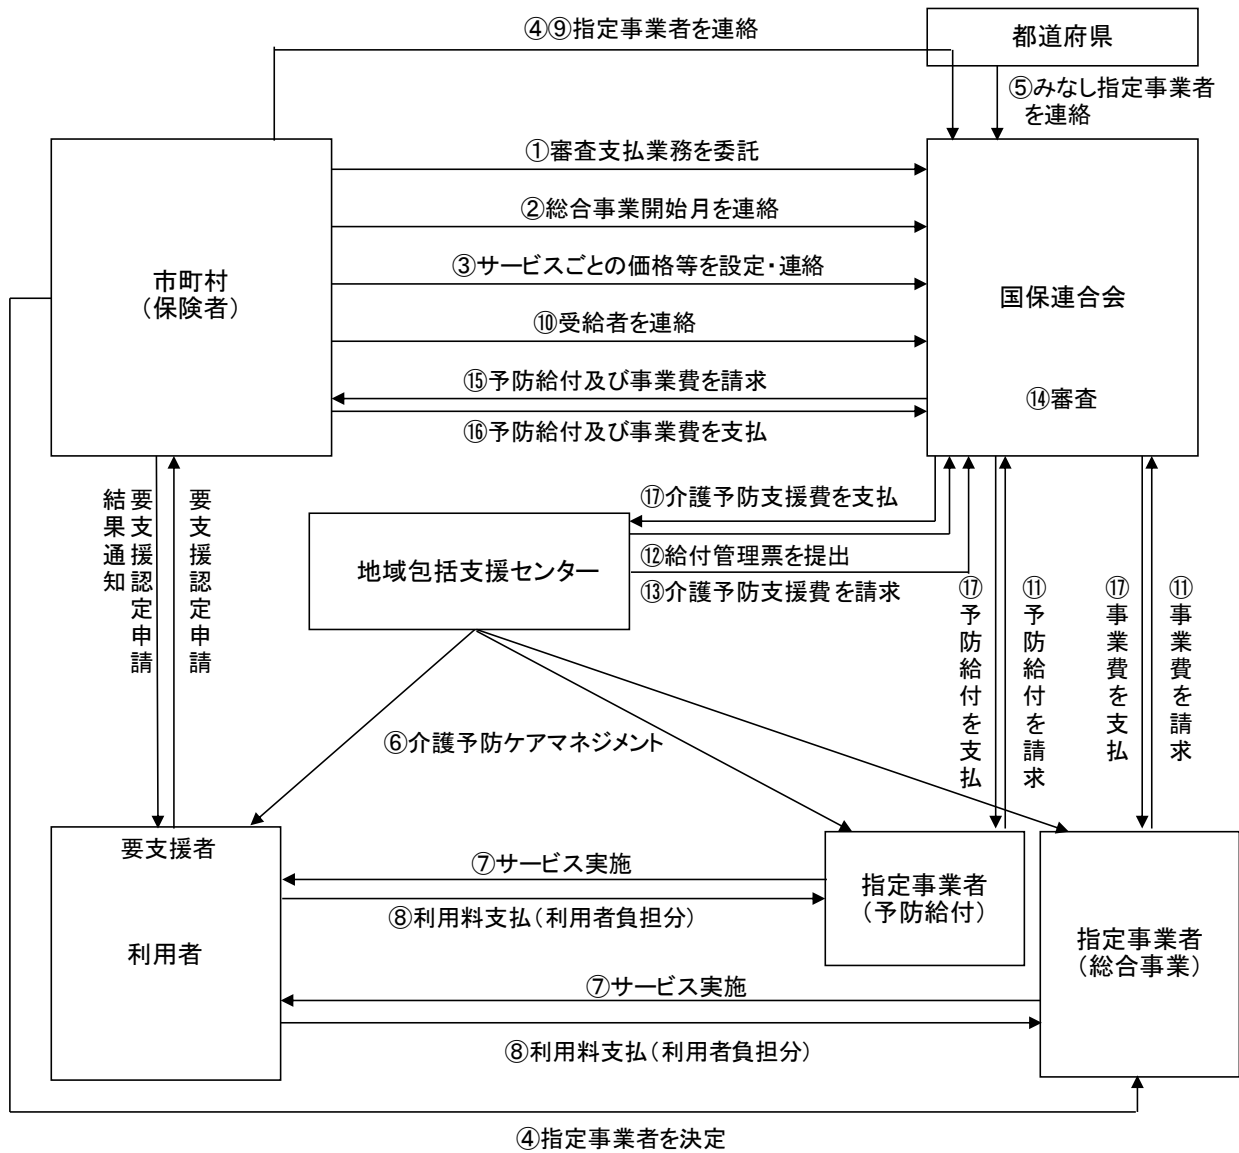 ④⑨指定事業者を連絡
都道府県
⑤みなし指定事業者
を連絡
①審査支払業務を委託
②総合事業開始月を連絡
③サービスごとの価格等を設定・連絡
市町村
（保険者）
国保連合会
⑩受給者を連絡
⑮予防給付及び事業費を請求
⑭審査
⑯予防給付及び事業費を支払
要支援認定申請
結果通知
要支援認定申請
⑰介護予防支援費を支払
地域包括支援センター
⑫給付管理票を提出
⑬介護予防支援費を請求
⑰予防給付を支払
⑪予防給付を請求
⑰事業費を支払
⑪事業費を請求
⑥介護予防ケアマネジメント
要支援者
利用者
⑦サービス実施
⑧利用料支払（利用者負担分）
指定事業者
（予防給付）
指定事業者
（総合事業）
⑦サービス実施
⑧利用料支払（利用者負担分）
④指定事業者を決定